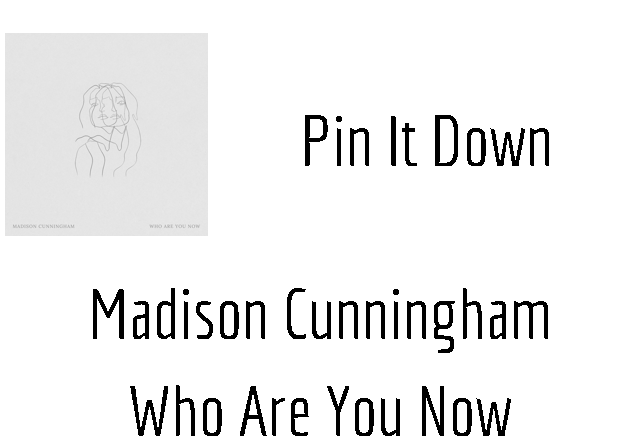 Pin It Down
MADISON CUNNINGHAM
WHO ARE YOU NOW
Madison Cunningham
Who Are You Now